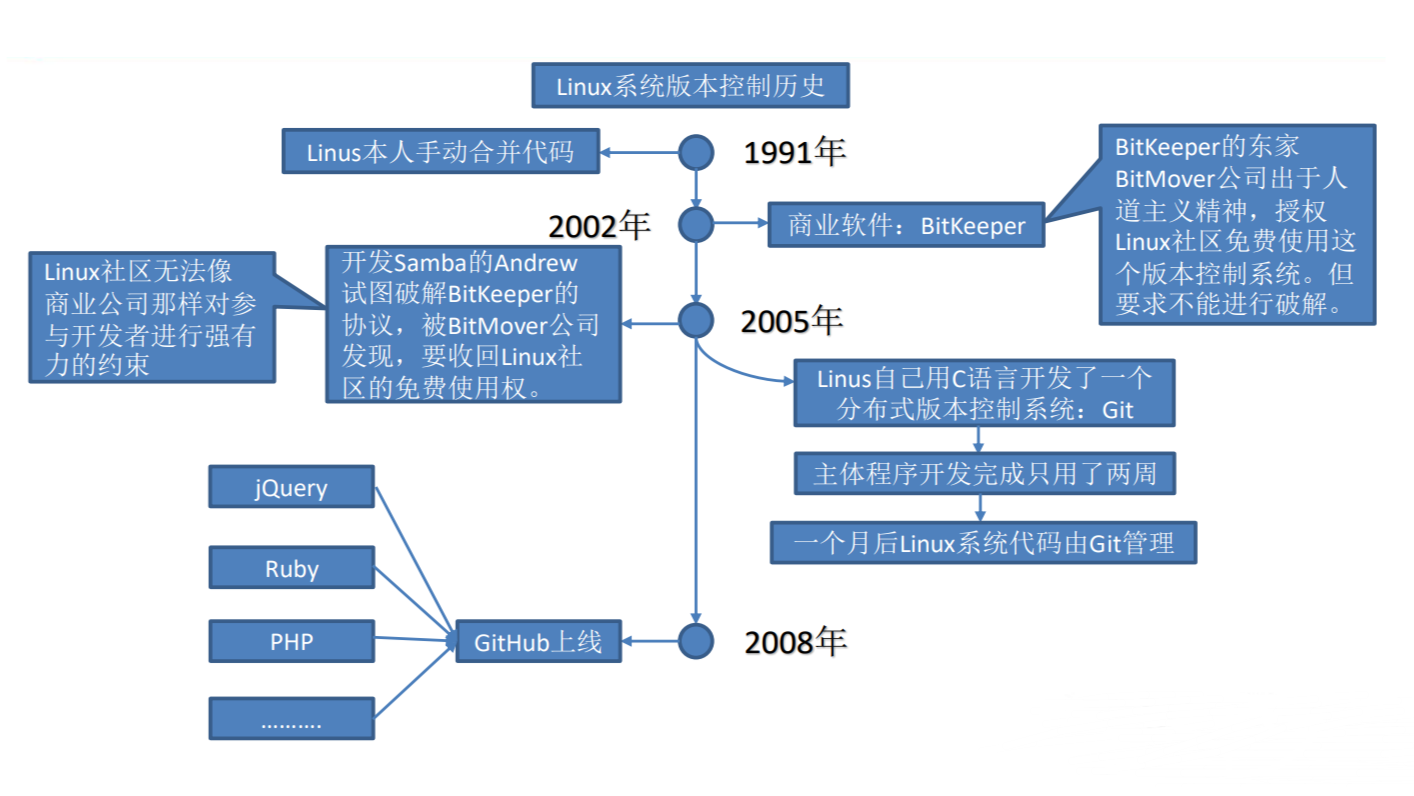 Linux系统版本控制历史
Linus本人手动合并代码
1991年
2002年
商业软件：BitKeeper
BitKeeper的东家
BitMover公司出于人
道主义精神，授权
Linux社区免费使用这
个版本控制系统。但
要求不能进行破解。
Linux社区无法像
商业公司那样对参
与开发者进行强有
力的约束
开发Samba的Andrew
试图破解BitKeeper的
协议，被BitMover公司
发现，要收回Linux社
区的免费使用权。
2005年
Linus自己用C语言开发了一个
分布式版本控制系统：Git
主体程序开发完成只用了两周
一个月后Linux系统代码由Git管理
jQuery
Ruby
PHP
……….
GitHub上线
2008年